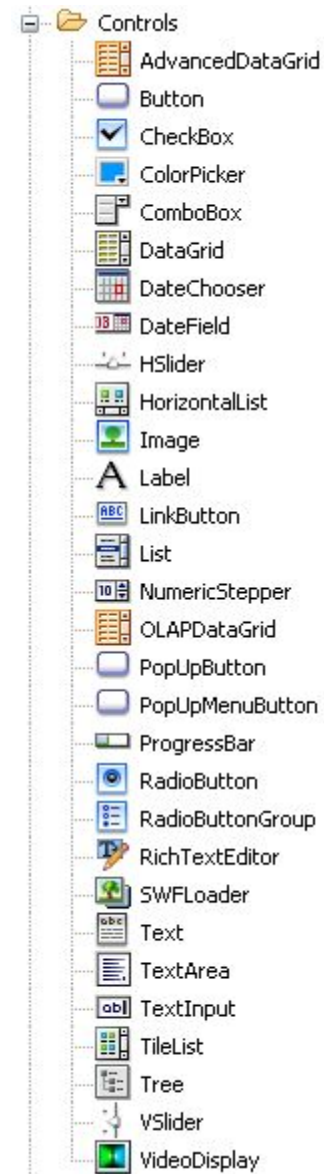 Controls
AdvancedDataGrid
Button
CheckBox
ColorPicker
ComboBox
DataGrid
DateChooser
DateField
HSlider
HorizontalList
Image
Label
LinkButton
List
NumericStepper
OLAPDataGrid
PopUpButton
PopUpMenuButton
ProgressBar
RadioButton
RadioButtonGroup
RichTextEditor
SWFLoader
Text
TextArea
TextInput
TileList
Tree
VSlider
VideoDisplay